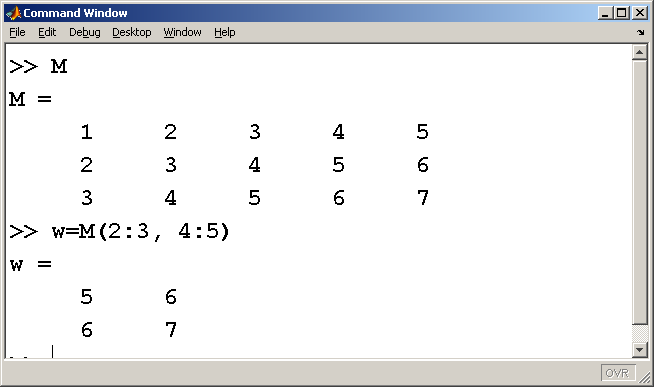 Command Window
File Edit Debug Desktop Window Help
>> M
M =
1 2 3 4 5
2 3 4 5 6
3 4 5 6 7
>> w=M(2:3, 4:5)
w =
5 6
6 7
>>
OVR